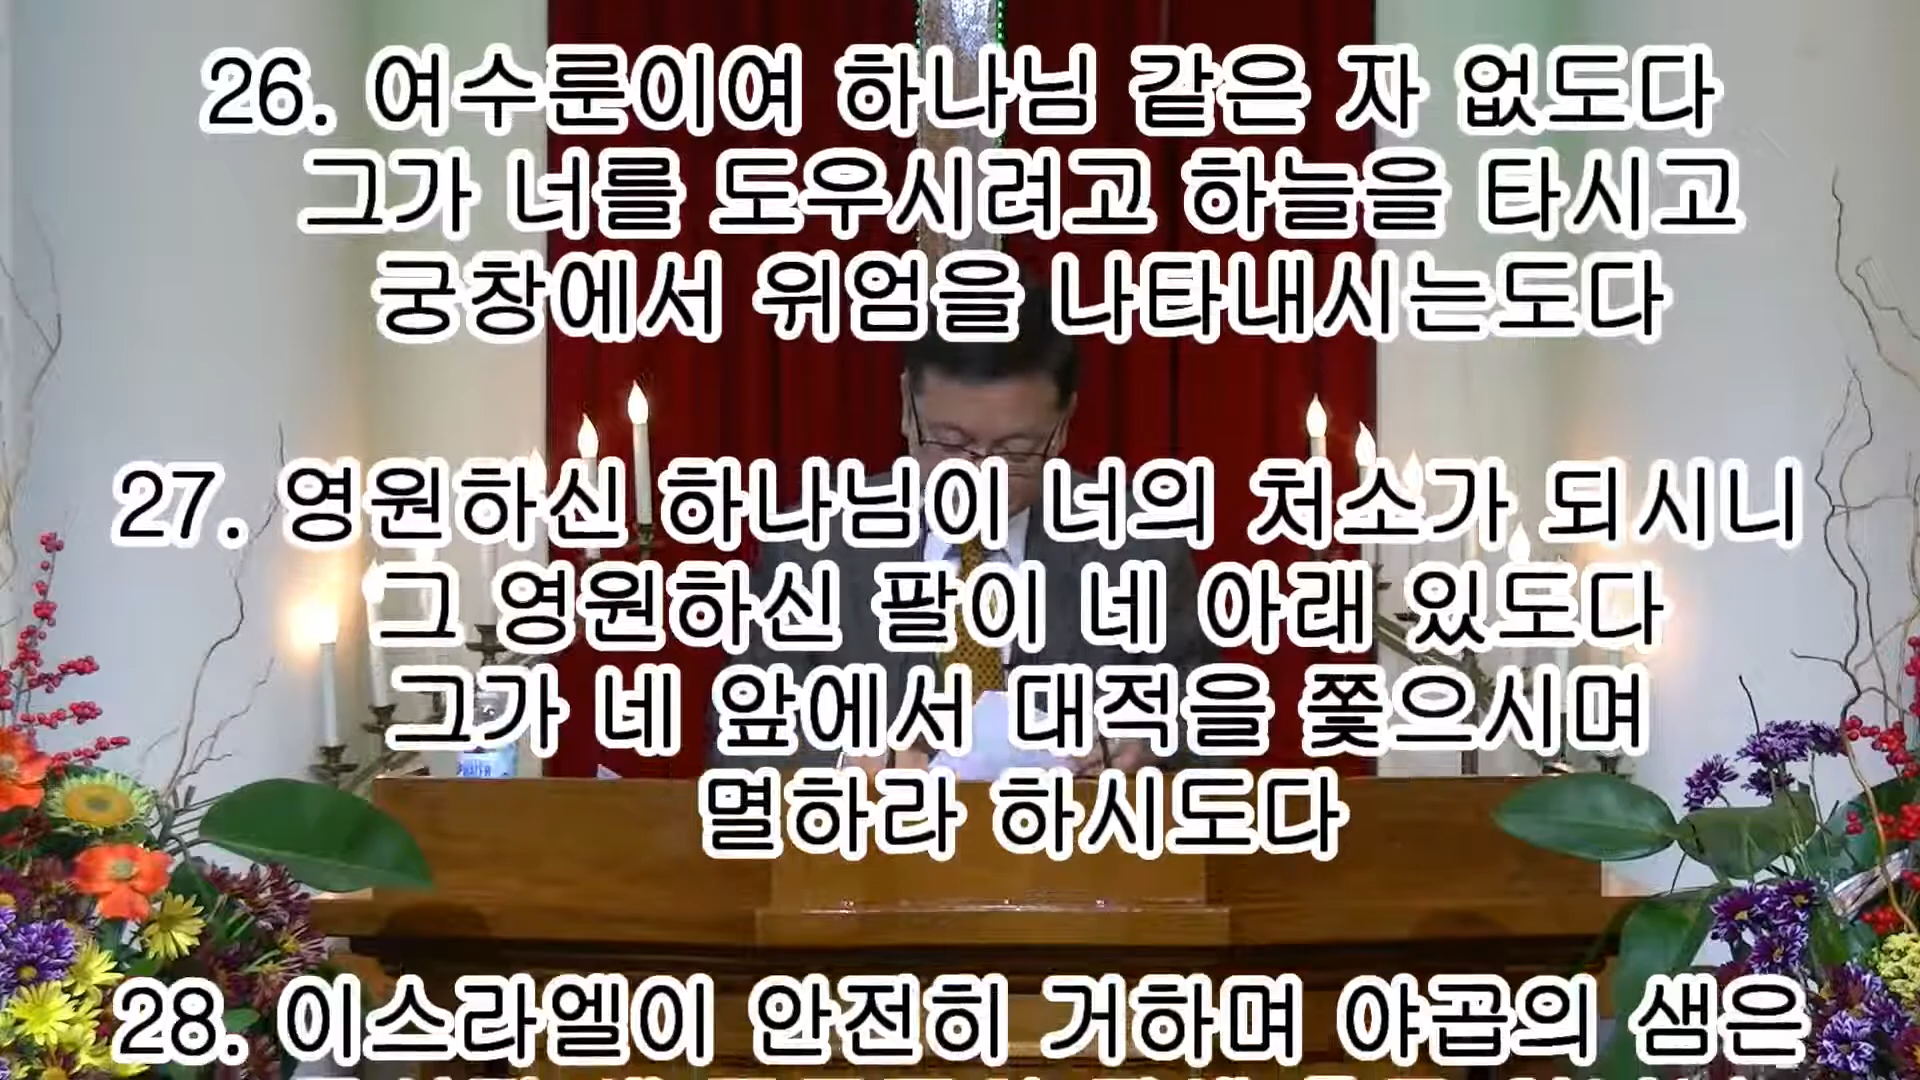 26. 여수룬이여 하나님 같은 자 없도다
그가 너를 도우시려고 하늘을 타시고
궁창에서 위엄을 나타내시는도다
27. 영원하신 하나님이 너의 처소가 되시니
그 영원하신 팔이 네 아래 있도다
그가 네 앞에서 대적을 쫓으시며
멸하라 하시도다
28. 이스라엘이 안전히 거하며 야곱의 샘은